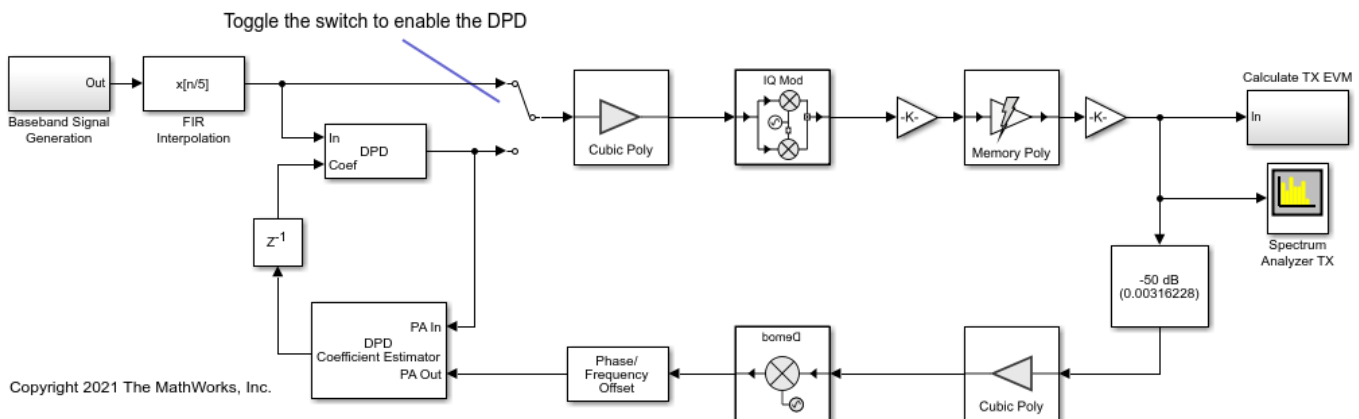 Toggle the switch to enable the DPD
Out
Baseband Signal
Generation
x[n/5]
FIR
Interpolation
In
DPD
Coef
Cubic Poly
IQ Mod
-K-
Memory Poly
-K-
Calculate TX EVM
In
Spectrum
Analyzer TX
Z-1
-50 dB
(0.00316228)
PA In
DPD
Coefficient Estimator
PA Out
Phase/
Frequency
Offset
Demod
Cubic Poly
Copyright 2021 The MathWorks, Inc.